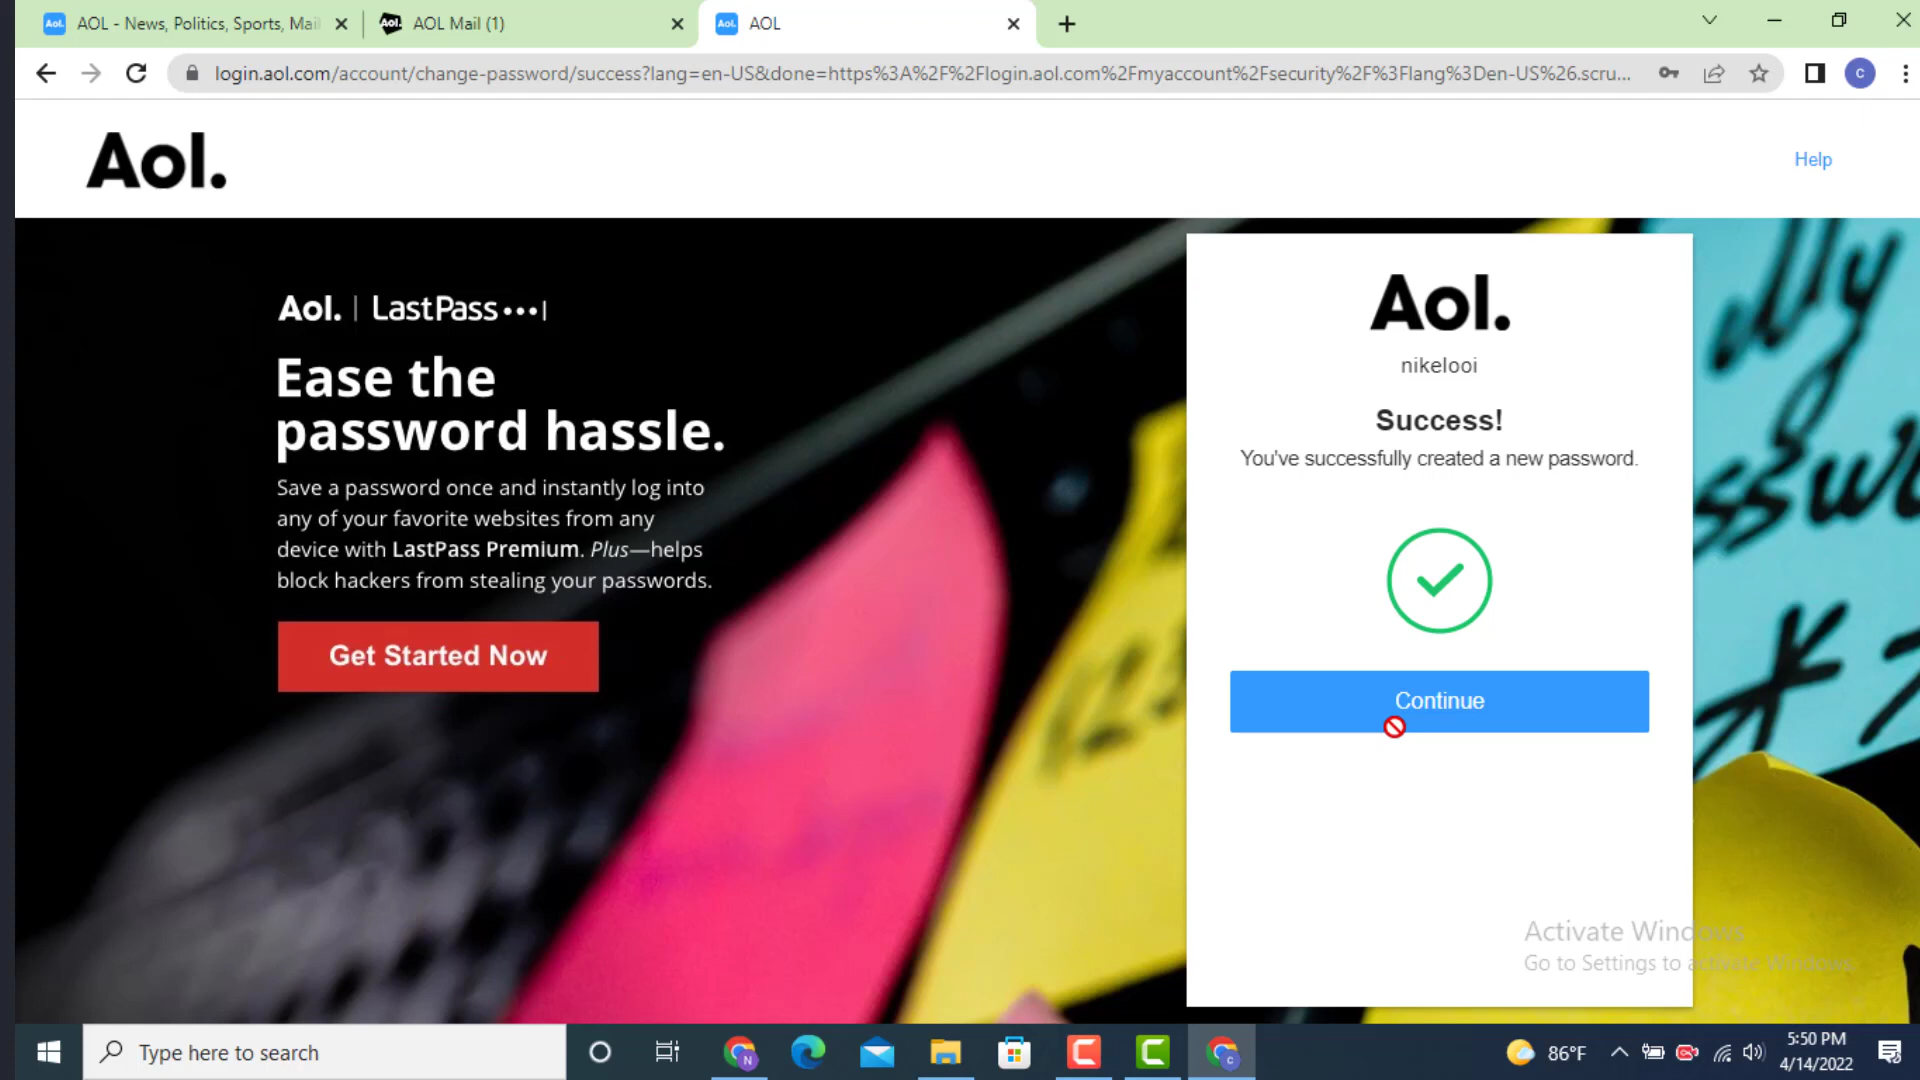 AOL - News, Politics, Sports, Mail
AOL Mail (1)
AOL
login.aol.com/account/change-password/success?lang=en-US&done=https%3A%2F%2Flogin.aol.com%2Fmyaccount%2Fsecurity%2F%3Flang%3Den-US%26.scru...
C
Aol.
Help
Aol. | LastPass
Ease the
password hassle.
Save a password once and instantly log into
any of your favorite websites from any
device with LastPass Premium. Plus—helps
block hackers from stealing your passwords.
Get Started Now
Aol.
nikelooi
Success!
You've successfully created a new password.
Continue
Activate Windows
Go to Settings to activate Windows.
Type here to search
86°F
5:50 PM
4/14/2022